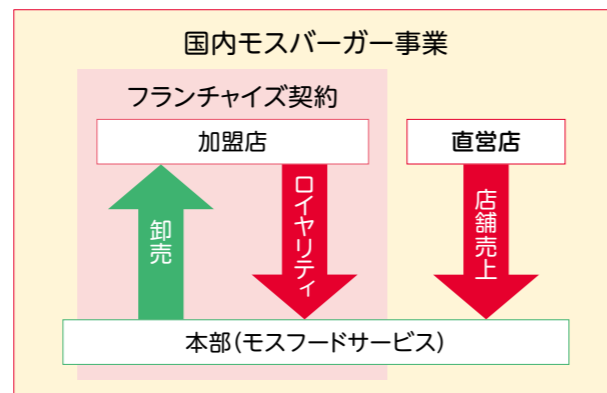 国内モスバーガー事業
フランチャイズ契約
加盟店
直営店
卸売
ロイヤリティ
店舗売上
本部(モスフードサービス)